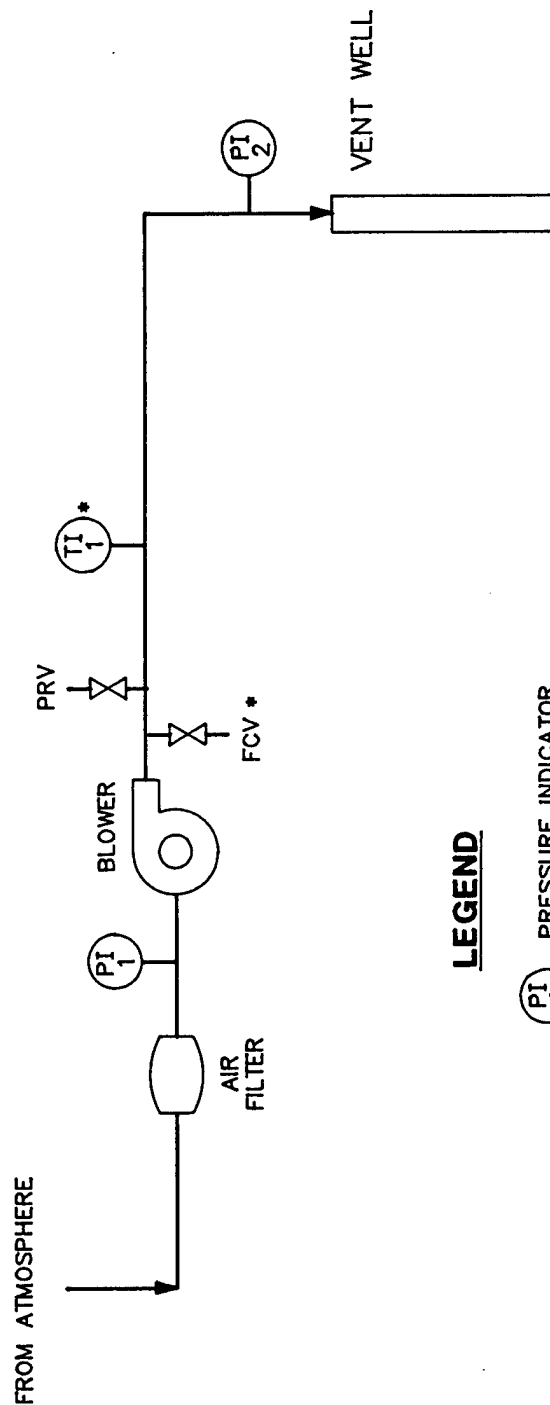 FROM ATMOSPHERE
AIR
FILTER
PI
1
BLOWER
PRV
FCV *
TI
1
*
PI
2
VENT WELL
LEGEND
PI
PRESSURE INDICATOR